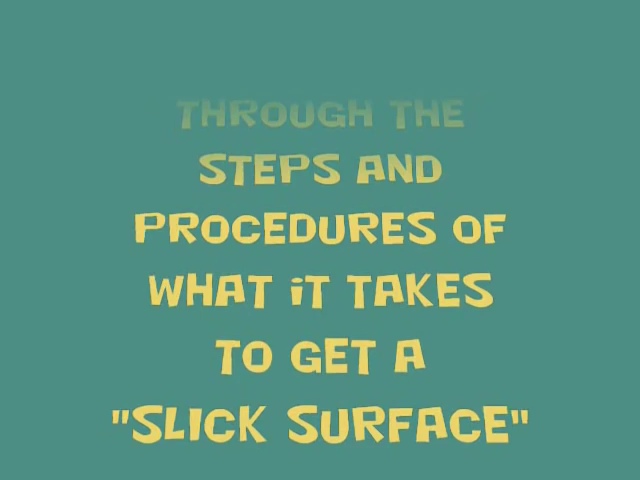 THROUGH THE
STEPS AND
PROCEDURES OF
WHAT iT TAKES
TO GET A
"SLICK SURFACE"